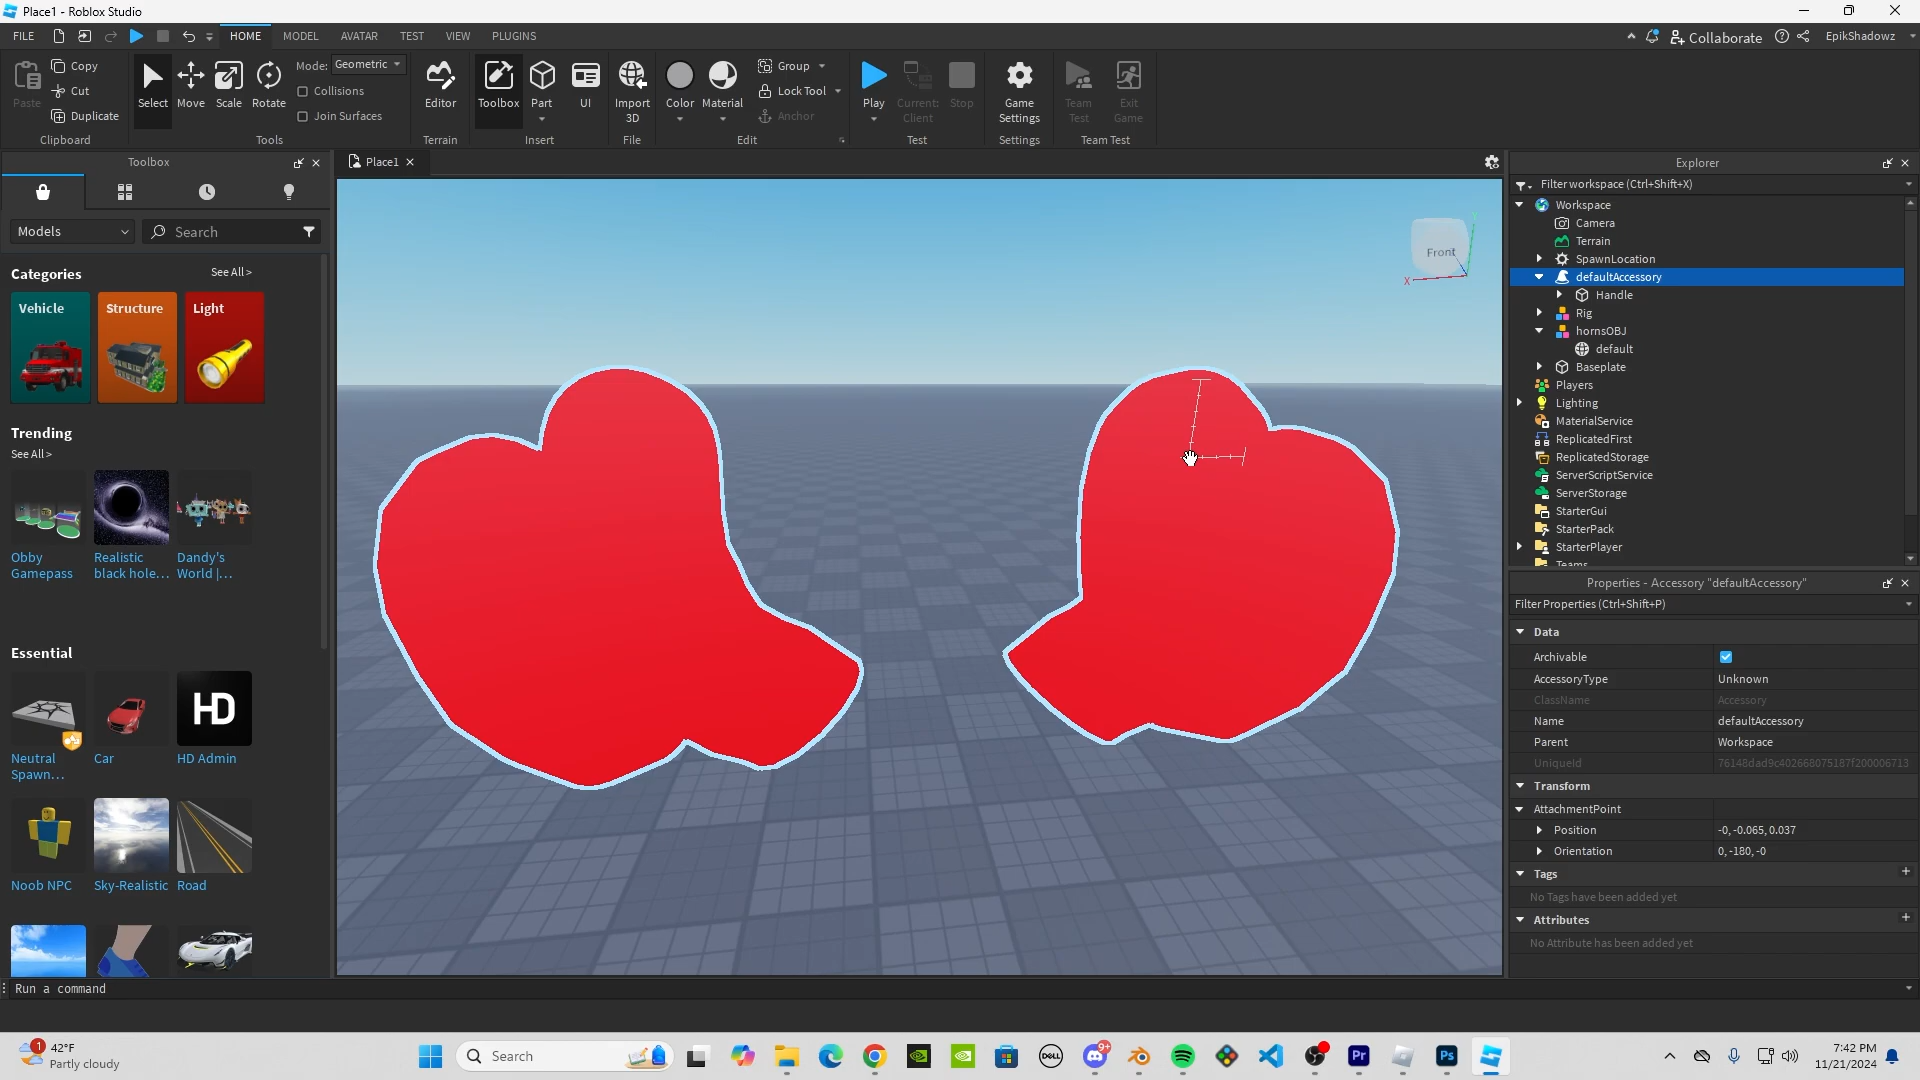 Place1 - Roblox Studio
FILE
HOME
MODEL
AVATAR
TEST
VIEW
PLUGINS
Collaborate
EpikShadowz
Paste
Copy
Cut
Duplicate
Clipboard
Select
Move
Scale
Rotate
Mode: Geometric
Collisions
Join Surfaces
Tools
Editor
Terrain
Toolbox
Part
UI
Insert
Import
3D
File
Color
Material
Group
Lock Tool
Anchor
Edit
Play
Current:
Client
Stop
Test
Game
Settings
Settings
Team
Test
Exit
Game
Team Test
Toolbox
Models
Search
Categories
See All >
Vehicle
Structure
Light
Trending
See All >
Obby
Gamepass
Realistic
black hole...
Dandy's
World |...
Essential
HD
Neutral
Spawn...
Car
HD Admin
Noob NPC
Sky-Realistic
Road
Place1
Front
X
Y
Explorer
Filter workspace (Ctrl+Shift+X)
Workspace
Camera
Terrain
SpawnLocation
defaultAccessory
Handle
Rig
hornsOBJ
default
Baseplate
Players
Lighting
MaterialService
ReplicatedFirst
ReplicatedStorage
ServerScriptService
ServerStorage
StarterGui
StarterPack
StarterPlayer
Teams
Properties - Accessory "defaultAccessory"
Filter Properties (Ctrl+Shift+P)
Data
Archivable
AccessoryType Unknown
ClassName Accessory
Name defaultAccessory
Parent Workspace
UniqueId 76148dad9c402668075187f200006713
Transform
AttachmentPoint
Position -0, -0.065, 0.037
Orientation 0, -180, -0
Tags
No Tags have been added yet
Attributes
No Attribute has been added yet
Run a command
1
42°F
Partly cloudy
Search
DELL
9+
Pr
Ps
7:42 PM
11/21/2024